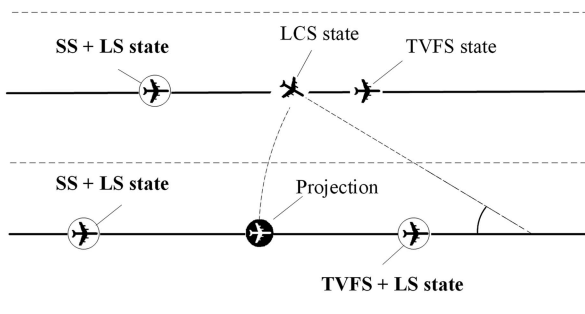 LCS state
SS + LS state
TVFS state
SS + LS state
Projection
TVFS + LS state